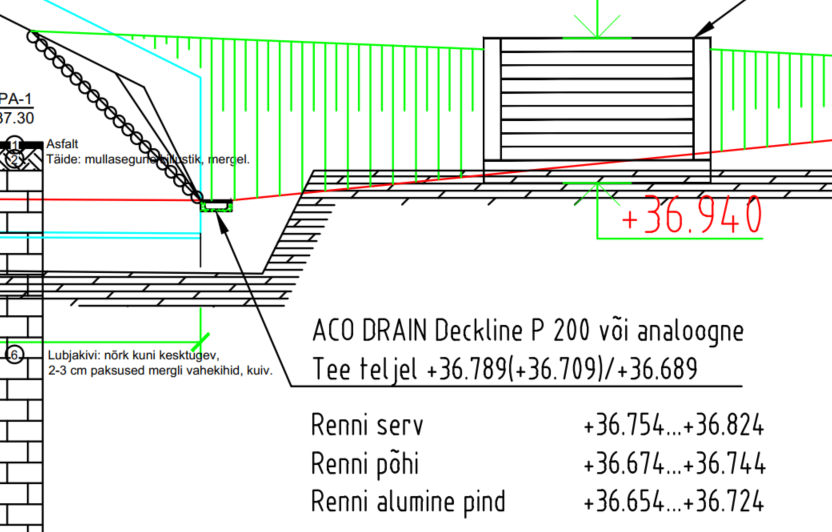 PA-1
37.30
1
Asfalt
2
Täide: mullasegune killustik, mergel.
+36.940
ACO DRAIN Deckline P 200 või analoogne
Tee teljel +36.789(+36.709)/+36.689
6
Lubjakivi: nõrk kuni kesktugev,
2-3 cm paksused mergli vahekihid, kuiv.
Renni serv +36.754...+36.824
Renni põhi +36.674...+36.744
Renni alumine pind +36.654...+36.724